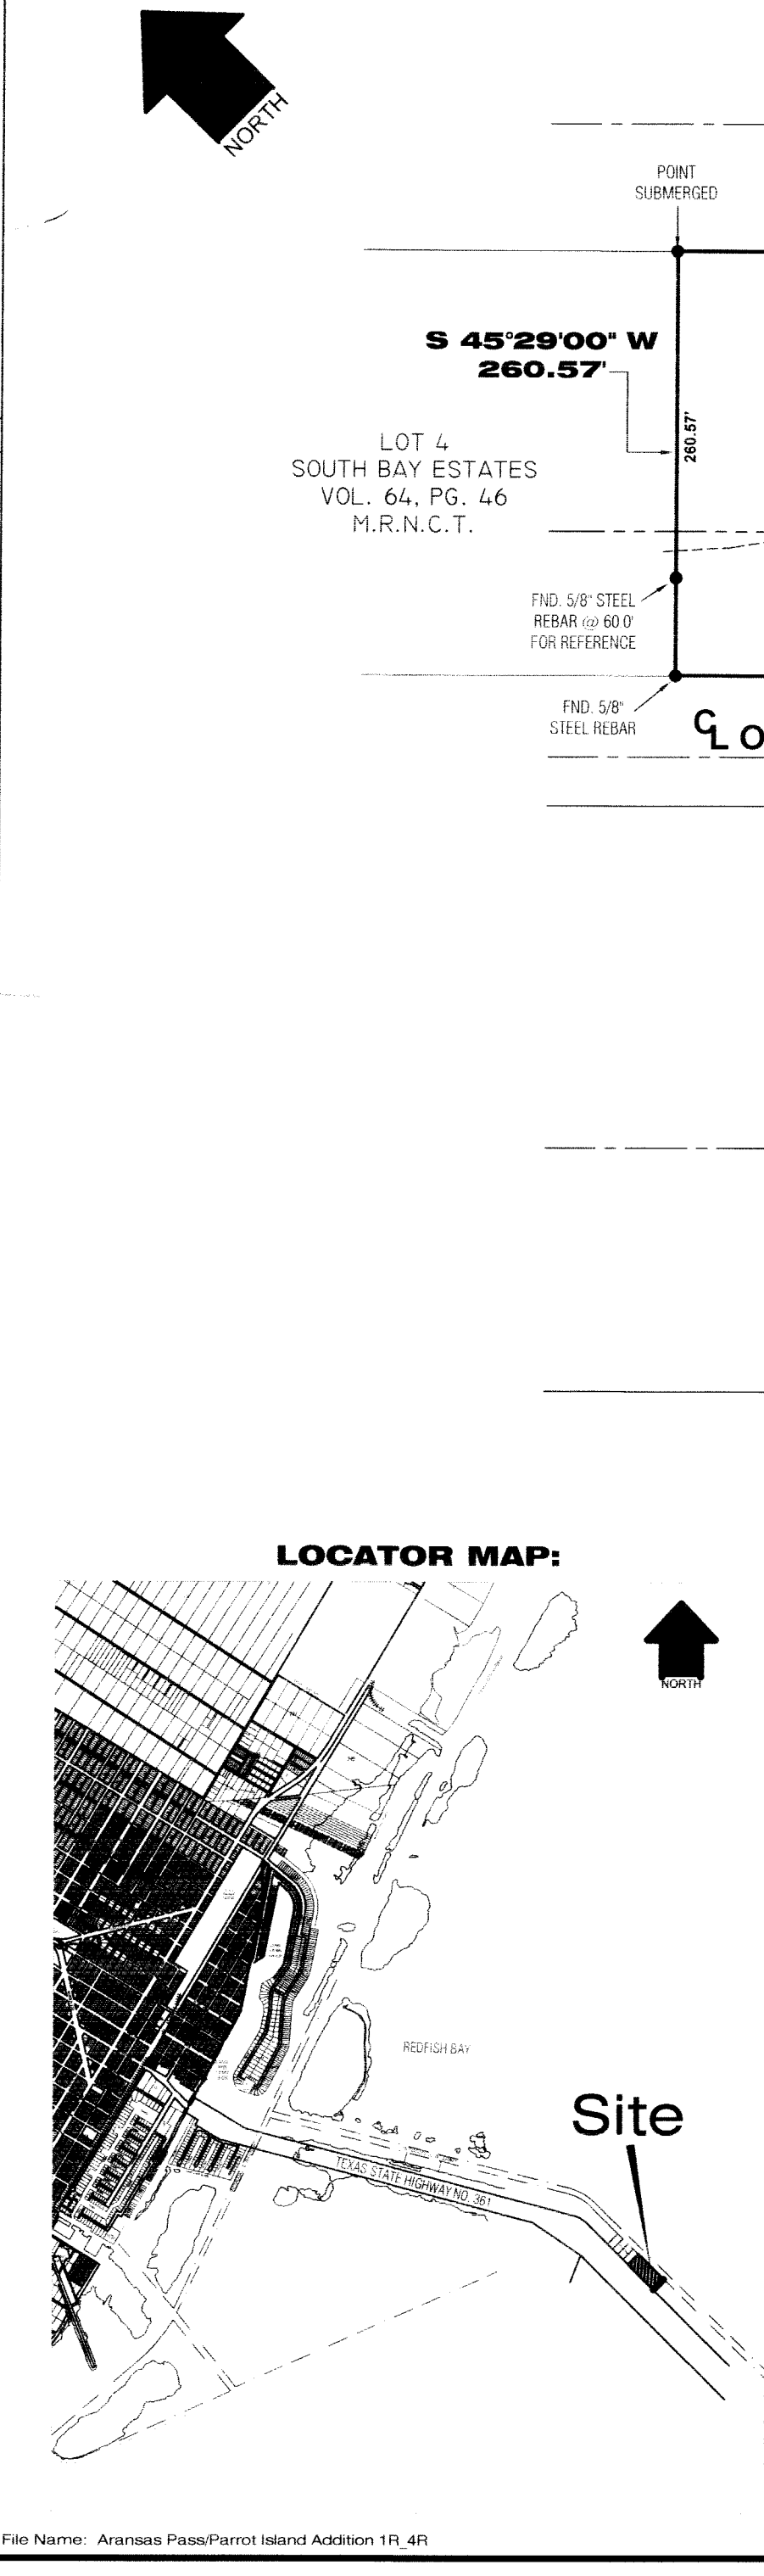 NORTH
POINT
SUBMERGED
S 45°29'00" W
260.57'
260.57'
LOT 4
SOUTH BAY ESTATES
VOL. 64, PG. 46
M.R.N.C.T.
FND. 5/8" STEEL
REBAR @ 60.0'
FOR REFERENCE
FND. 5/8"
STEEL REBAR
℄ O
LOCATOR MAP:
NORTH
REDFISH BAY
Site
TEXAS STATE HIGHWAY NO. 361
File Name: Aransas Pass/Parrot Island Addition 1R_4R